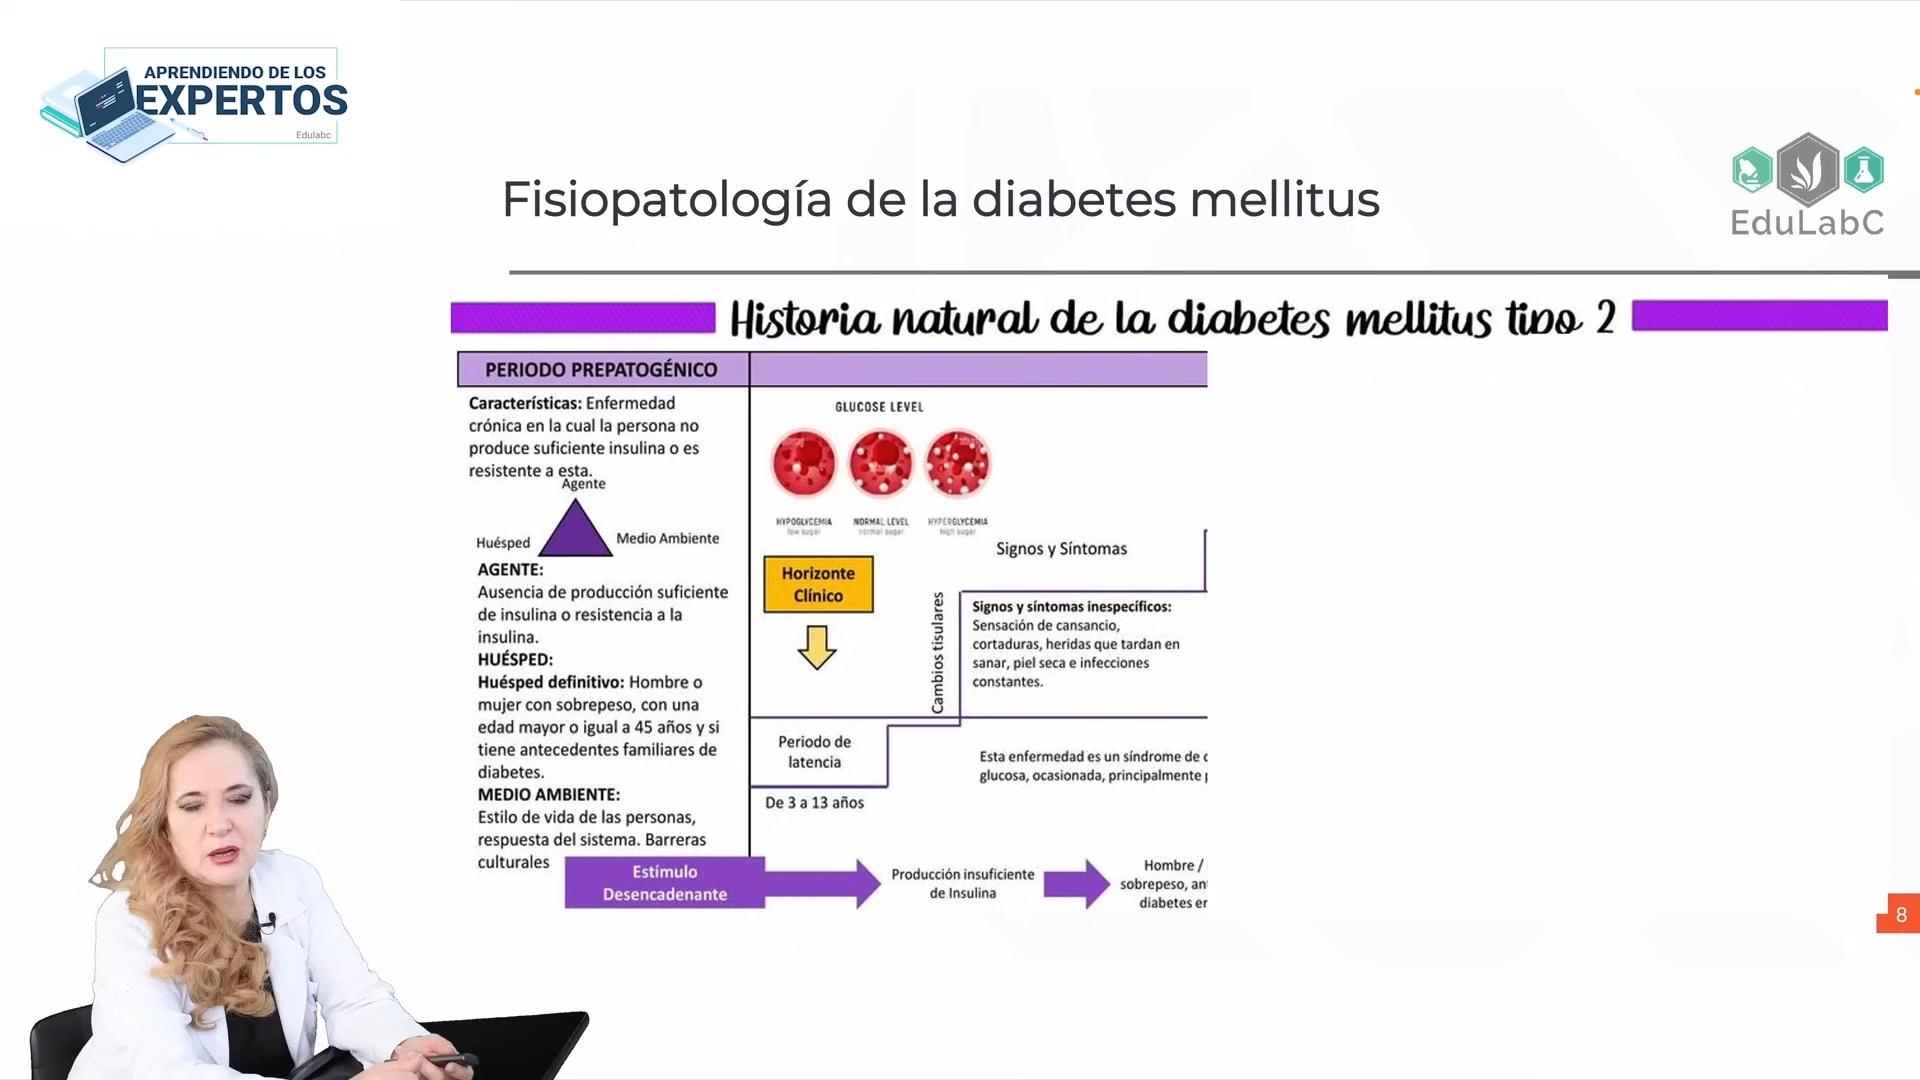 APRENDIENDO DE LOS
EXPERTOS
Edulabc
Fisiopatología de la diabetes mellitus
EduLabC
Historia natural de la diabetes mellitus tipo 2
PERIODO PREPATOGÉNICO
Características: Enfermedad
crónica en la cual la persona no
produce suficiente insulina o es
resistente a esta.
Agente
Huésped
Medio Ambiente
AGENTE:
Ausencia de producción suficiente
de insulina o resistencia a la
insulina.
HUÉSPED:
Huésped definitivo: Hombre o
mujer con sobrepeso, con una
edad mayor o igual a 45 años y si
tiene antecedentes familiares de
diabetes.
MEDIO AMBIENTE:
Estilo de vida de las personas,
respuesta del sistema. Barreras
culturales
GLUCOSE LEVEL
HYPOGLYCEMIA
low sugar
NORMAL LEVEL
normal sugar
HYPERGLYCEMIA
high sugar
Horizonte
Clínico
Cambios tisulares
Signos y Síntomas
Signos y síntomas inespecíficos:
Sensación de cansancio,
cortaduras, heridas que tardan en
sanar, piel seca e infecciones
constantes.
Periodo de
latencia
De 3 a 13 años
Esta enfermedad es un síndrome de
glucosa, ocasionada, principalmente
Estímulo
Desencadenante
Producción insuficiente
de Insulina
Hombre /
sobrepeso,
diabetes
8